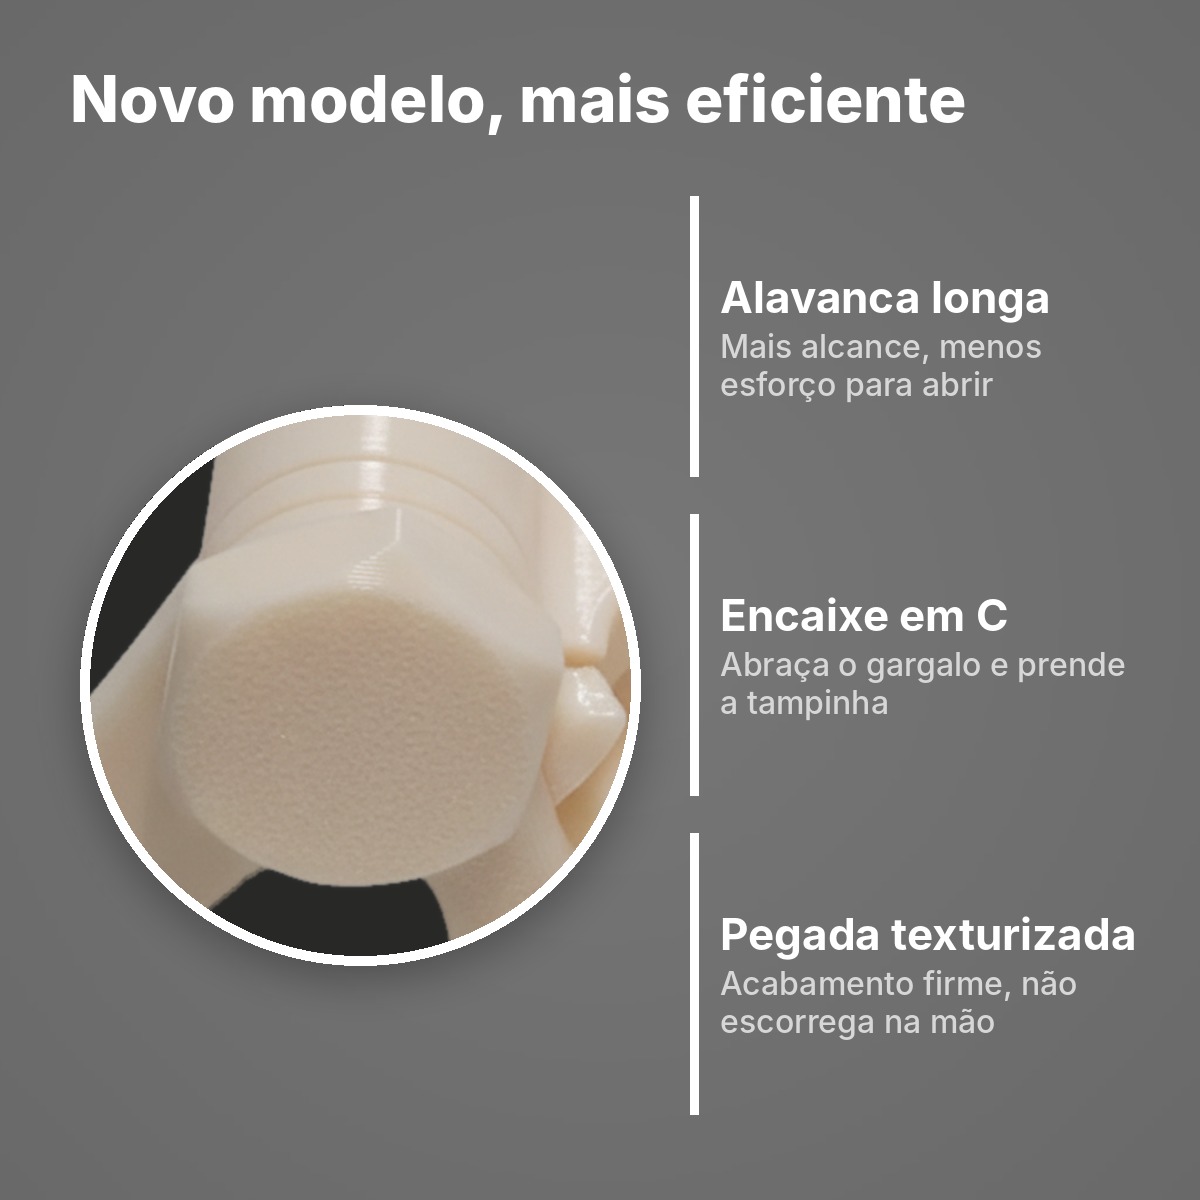 Novo modelo, mais eficiente
Alavanca longa
Mais alcance, menos
esforço para abrir
Encaixe em C
Abraça o gargalo e prende
a tampinha
Pegada texturizada
Acabamento firme, não
escorrega na mão